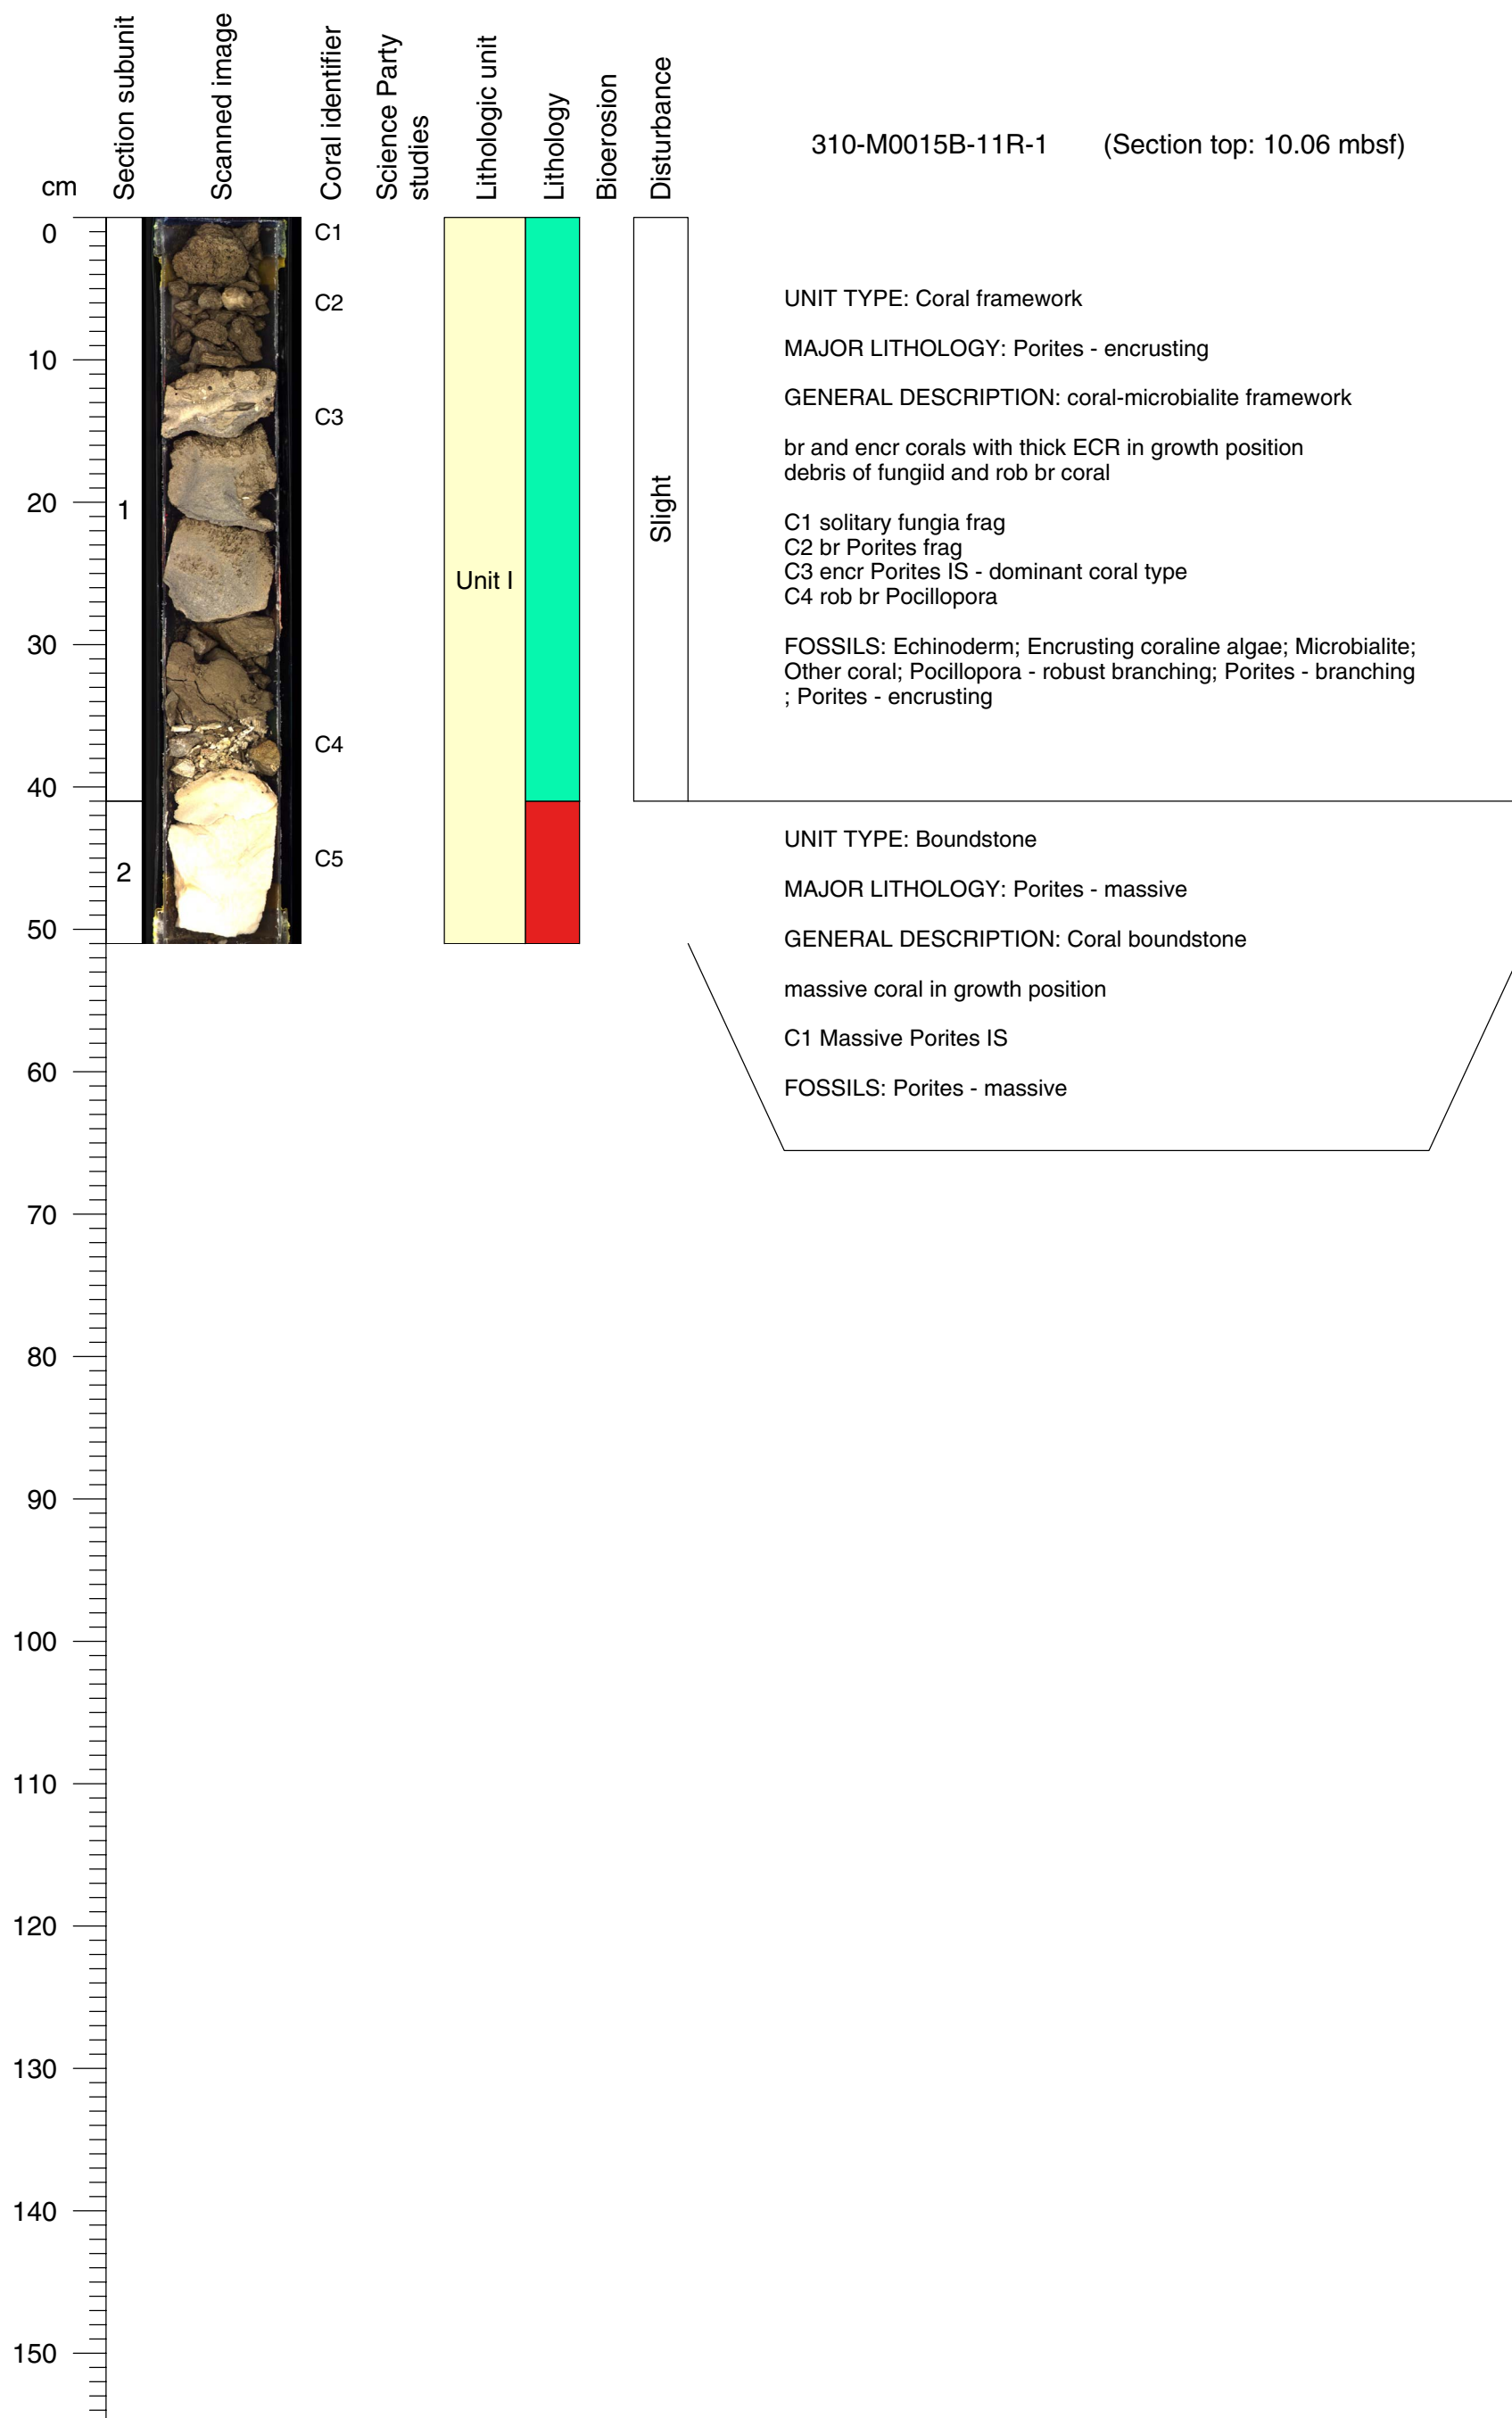 Section subunit
Scanned image
Coral identifier
Science Party
studies
Lithologic unit
Lithology
Bioerosion
Disturbance
310-M0015B-11R-1 (Section top: 10.06 mbsf)
cm
0
10
20
30
40
50
60
70
80
90
100
110
120
130
140
150
1
2
C1
C2
C3
C4
C5
Unit I
Slight
UNIT TYPE: Coral framework
MAJOR LITHOLOGY: Porites - encrusting
GENERAL DESCRIPTION: coral-microbialite framework
br and encr corals with thick ECR in growth position
debris of fungiid and rob br coral
C1 solitary fungia frag
C2 br Porites frag
C3 encr Porites IS - dominant coral type
C4 rob br Pocillopora
FOSSILS: Echinoderm; Encrusting coraline algae; Microbialite;
Other coral; Pocillopora - robust branching; Porites - branching
; Porites - encrusting
UNIT TYPE: Boundstone
MAJOR LITHOLOGY: Porites - massive
GENERAL DESCRIPTION: Coral boundstone
massive coral in growth position
C1 Massive Porites IS
FOSSILS: Porites - massive